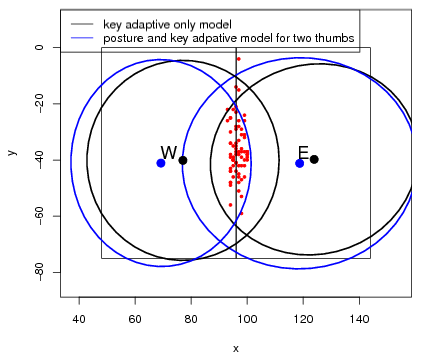 key adaptive only model
posture and key adpative model for two thumbs
0
−20
−40
−60
−80
y
W
E
40
60
80
100
120
140
x